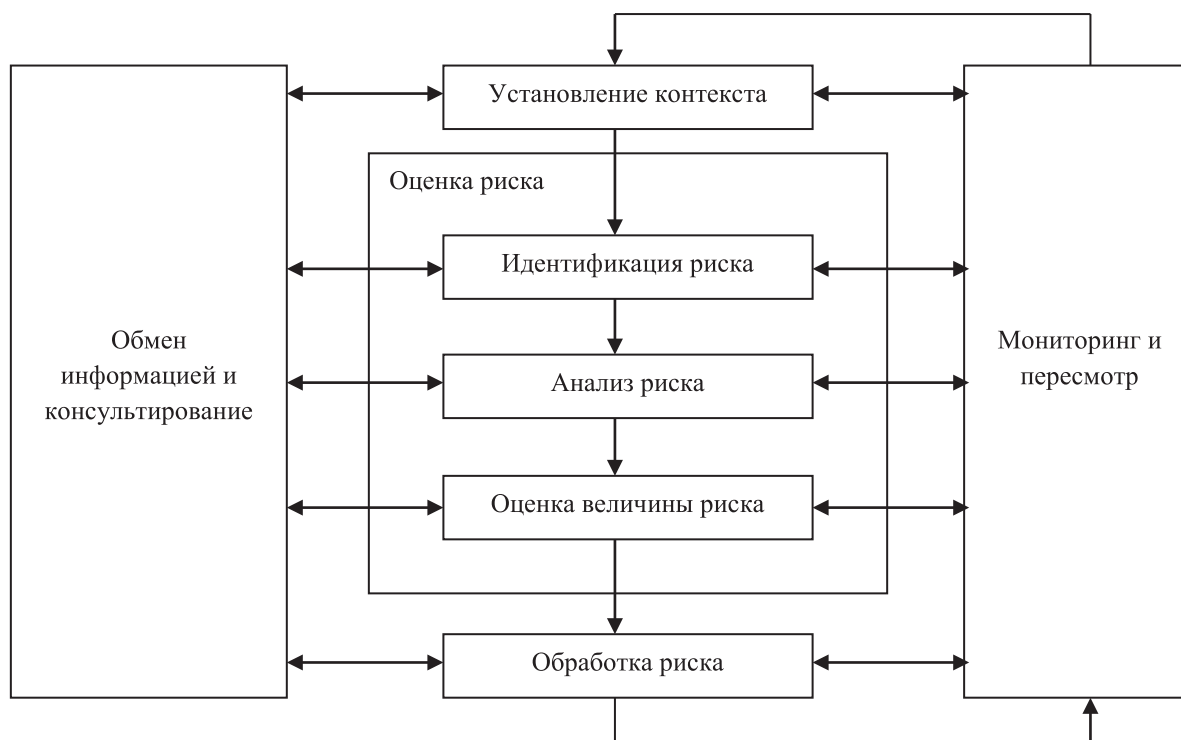 Установление контекста
Оценка риска
Идентификация риска
Обмен
информацией и
консультирование
Мониторинг и
пересмотр
Анализ риска
Оценка величины риска
Обработка риска